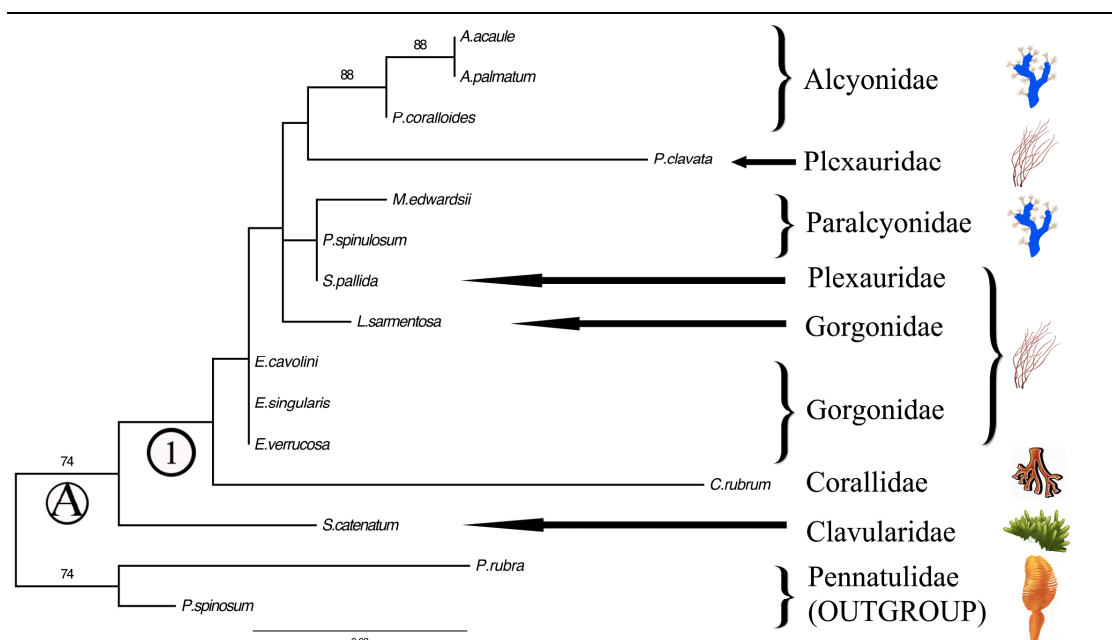 88
A.acaule
88
A.palmatum
Alcyonidae
P.coralloides
P.clavata
Plexauridae
M.edwardsii
Paralcyonidae
P.spinulosum
S.pallida
Plexauridae
L.sarmentosa
Gorgonidae
E.cavolini
E.singularis
Gorgonidae
E.verrucosa
1
74
A
C.rubrum
Corallidae
S.catenatum
Clavularidae
74
P.rubra
Pennatulidae
P.spinosum
(OUTGROUP)